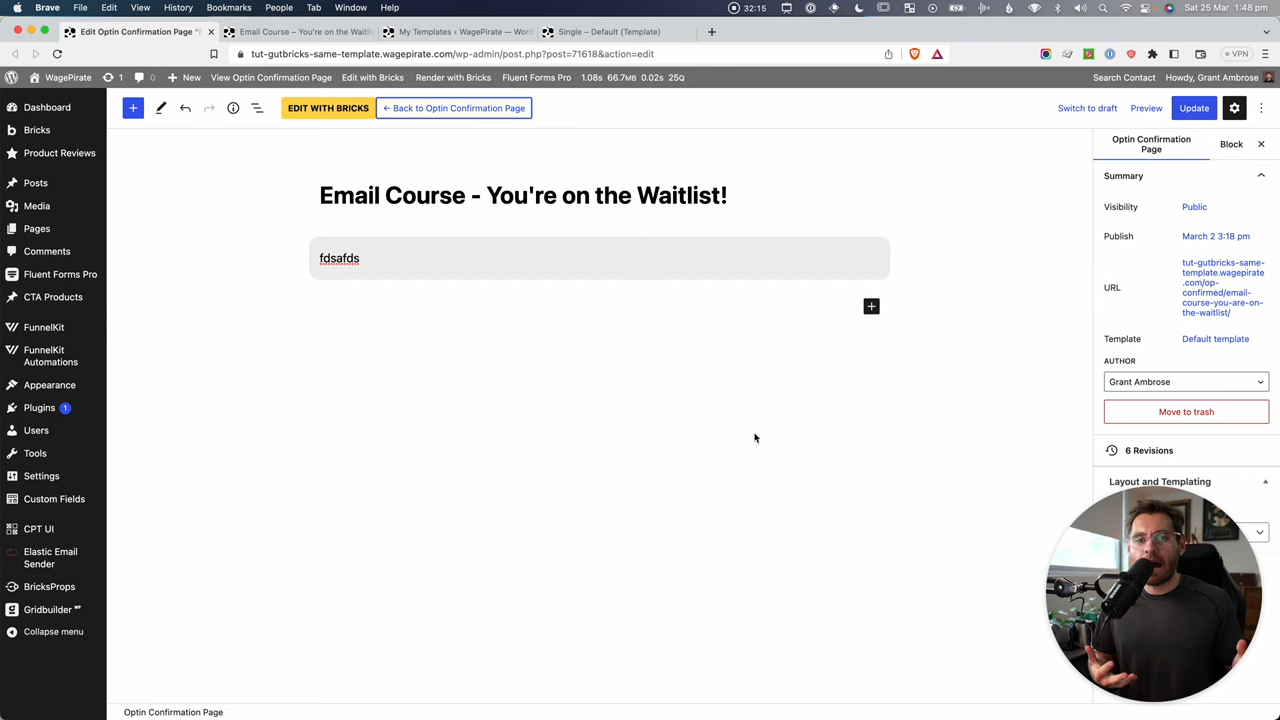 Brave File Edit View History Bookmarks People Tab Window Help 32:15 Sat 25 Mar 1:48 pm
Edit Optin Confirmation Page "E Email Course – You're on the Waitlis My Templates ‹ WagePirate — Word Single – Default (Template)
tut-gutbricks-same-template.wagepirate.com/wp-admin/post.php?post=71618&action=edit VPN
WagePirate 1 0 New View Optin Confirmation Page Edit with Bricks Render with Bricks Fluent Forms Pro 1.08s 66.7MB 0.02s 25Q Search Contact Howdy, Grant Ambrose
Dashboard
Bricks
Product Reviews
Posts
Media
Pages
Comments
Fluent Forms Pro
CTA Products
FunnelKit
FunnelKit
Automations
Appearance
Plugins 1
Users
Tools
Settings
Custom Fields
CPT UI
Elastic Email
Sender
BricksProps
Gridbuilder WP
Collapse menu
EDIT WITH BRICKS ← Back to Optin Confirmation Page Switch to draft Preview Update
Email Course - You're on the Waitlist!
fdsafds
Optin Confirmation
Page
Block
Summary
Visibility Public
Publish March 2 3:18 pm
URL
tut-gutbricks-same-
template.wagepirate
.com/op-
confirmed/email-
course-you-are-on-
the-waitlist/
Template Default template
AUTHOR
Grant Ambrose
Move to trash
6 Revisions
Layout and Templating
Optin Confirmation Page